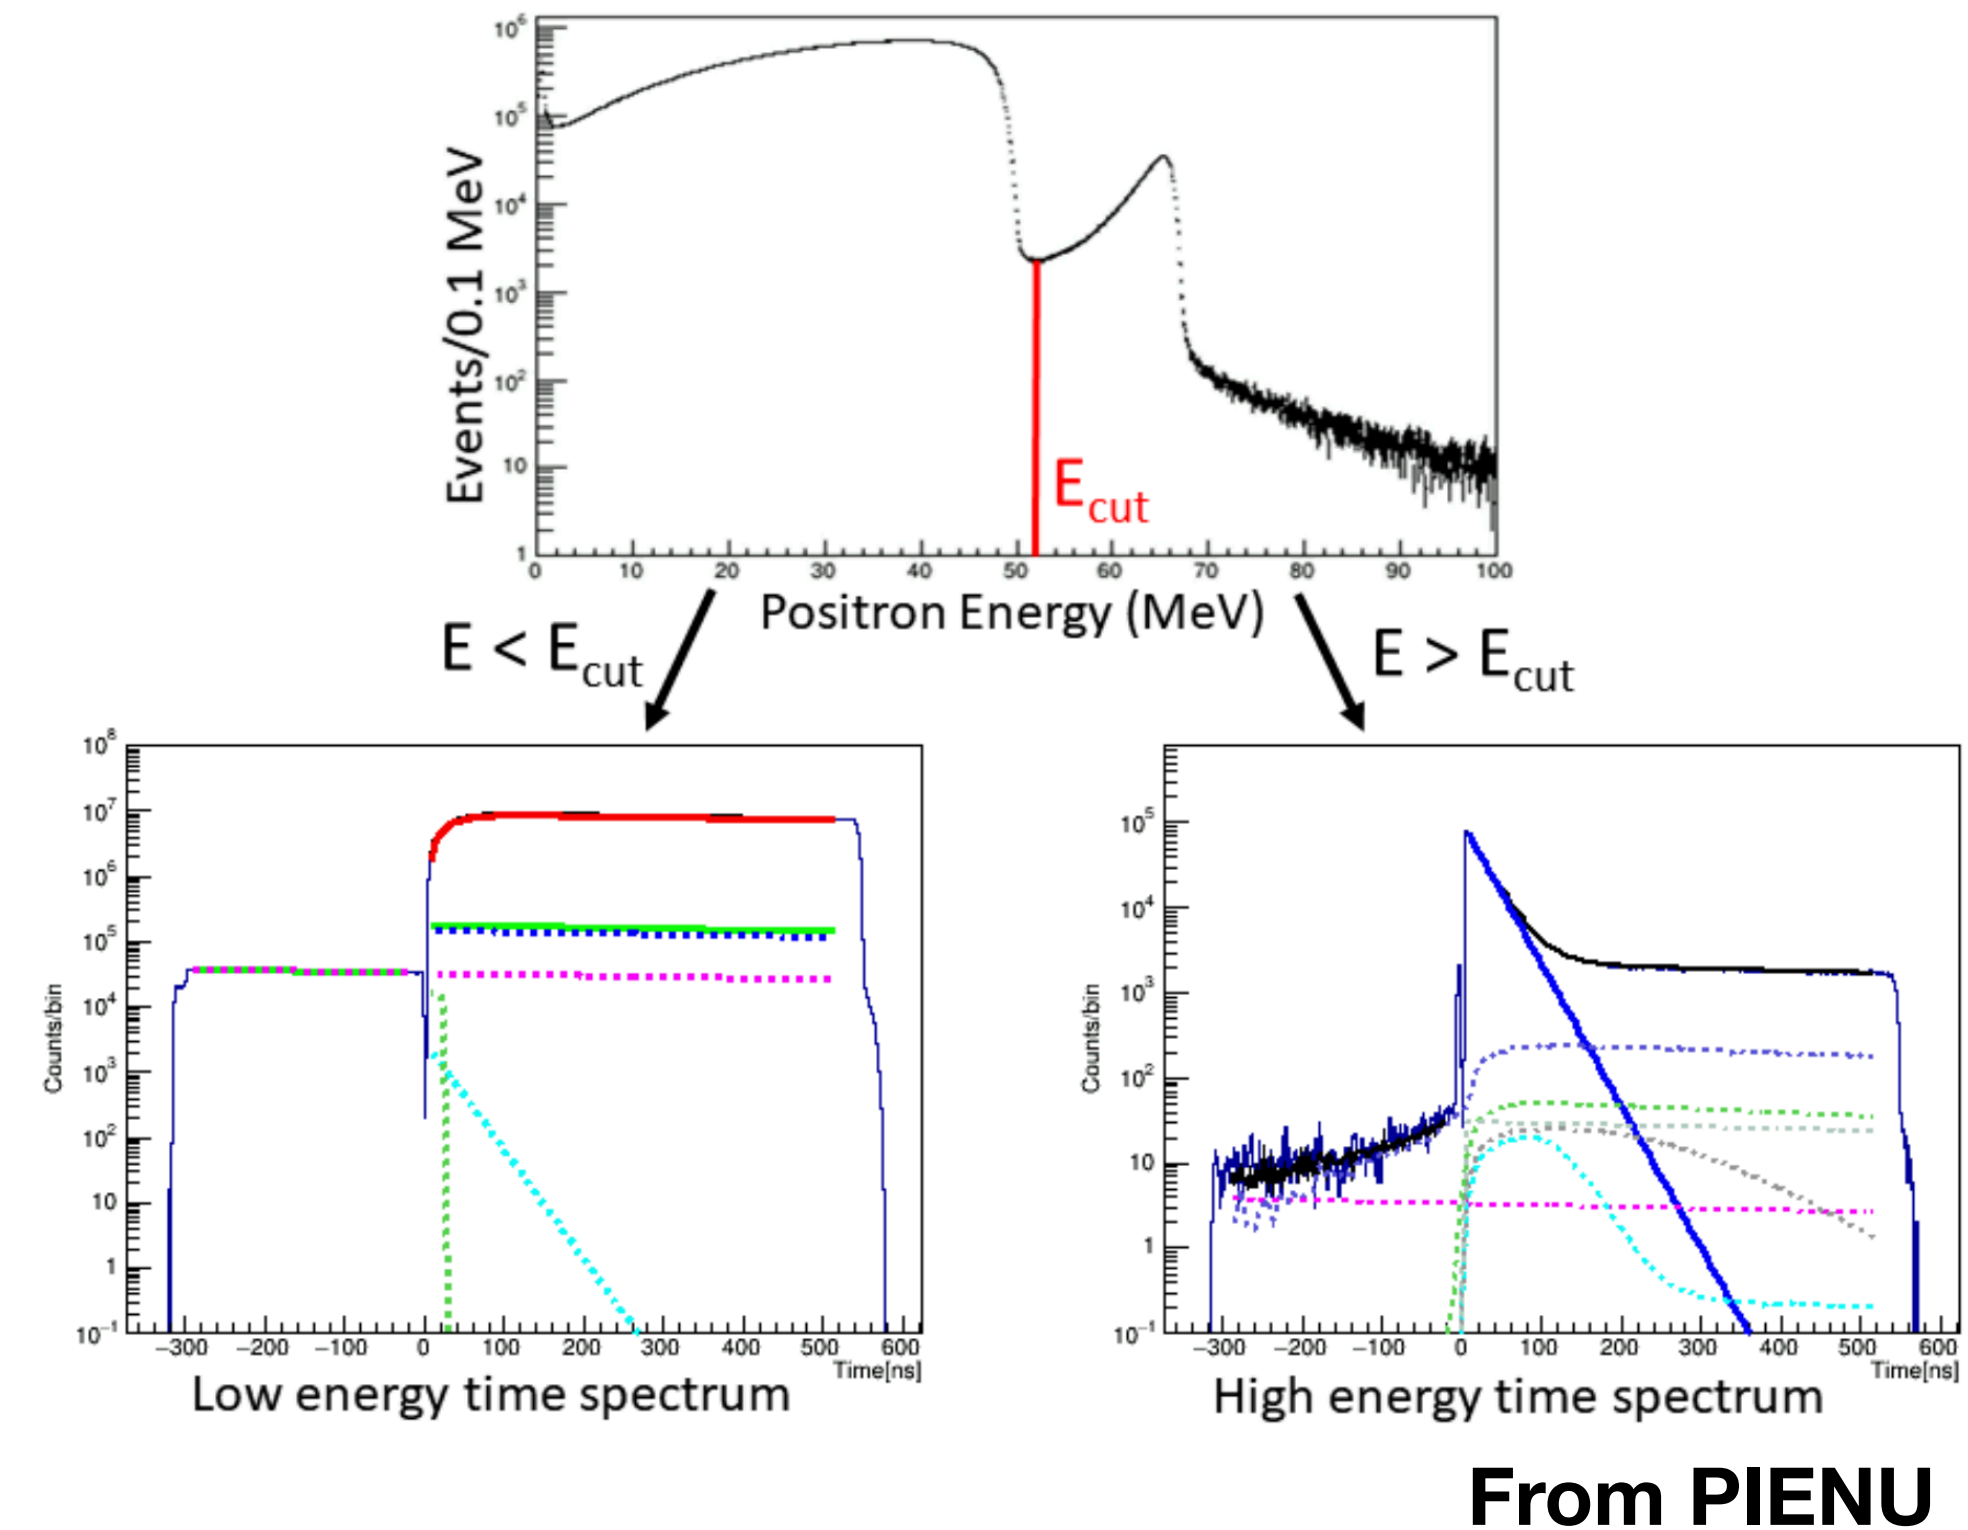 10⁶
10⁵
10⁴
10³
10²
10
1
Events/0.1 MeV
E_cut
0 10 20 30 40 50 60 70 80 90 100
Positron Energy (MeV)
E < E_cut
E > E_cut
10⁸
10⁷
10⁶
10⁵
10⁴
10³
10²
10
1
10⁻¹
Counts/bin
−300 −200 −100 0 100 200 300 400 500 600
Time[ns]
Low energy time spectrum
10⁵
10⁴
10³
10²
10
1
10⁻¹
Counts/bin
−300 −200 −100 0 100 200 300 400 500 600
Time[ns]
High energy time spectrum
From PIENU